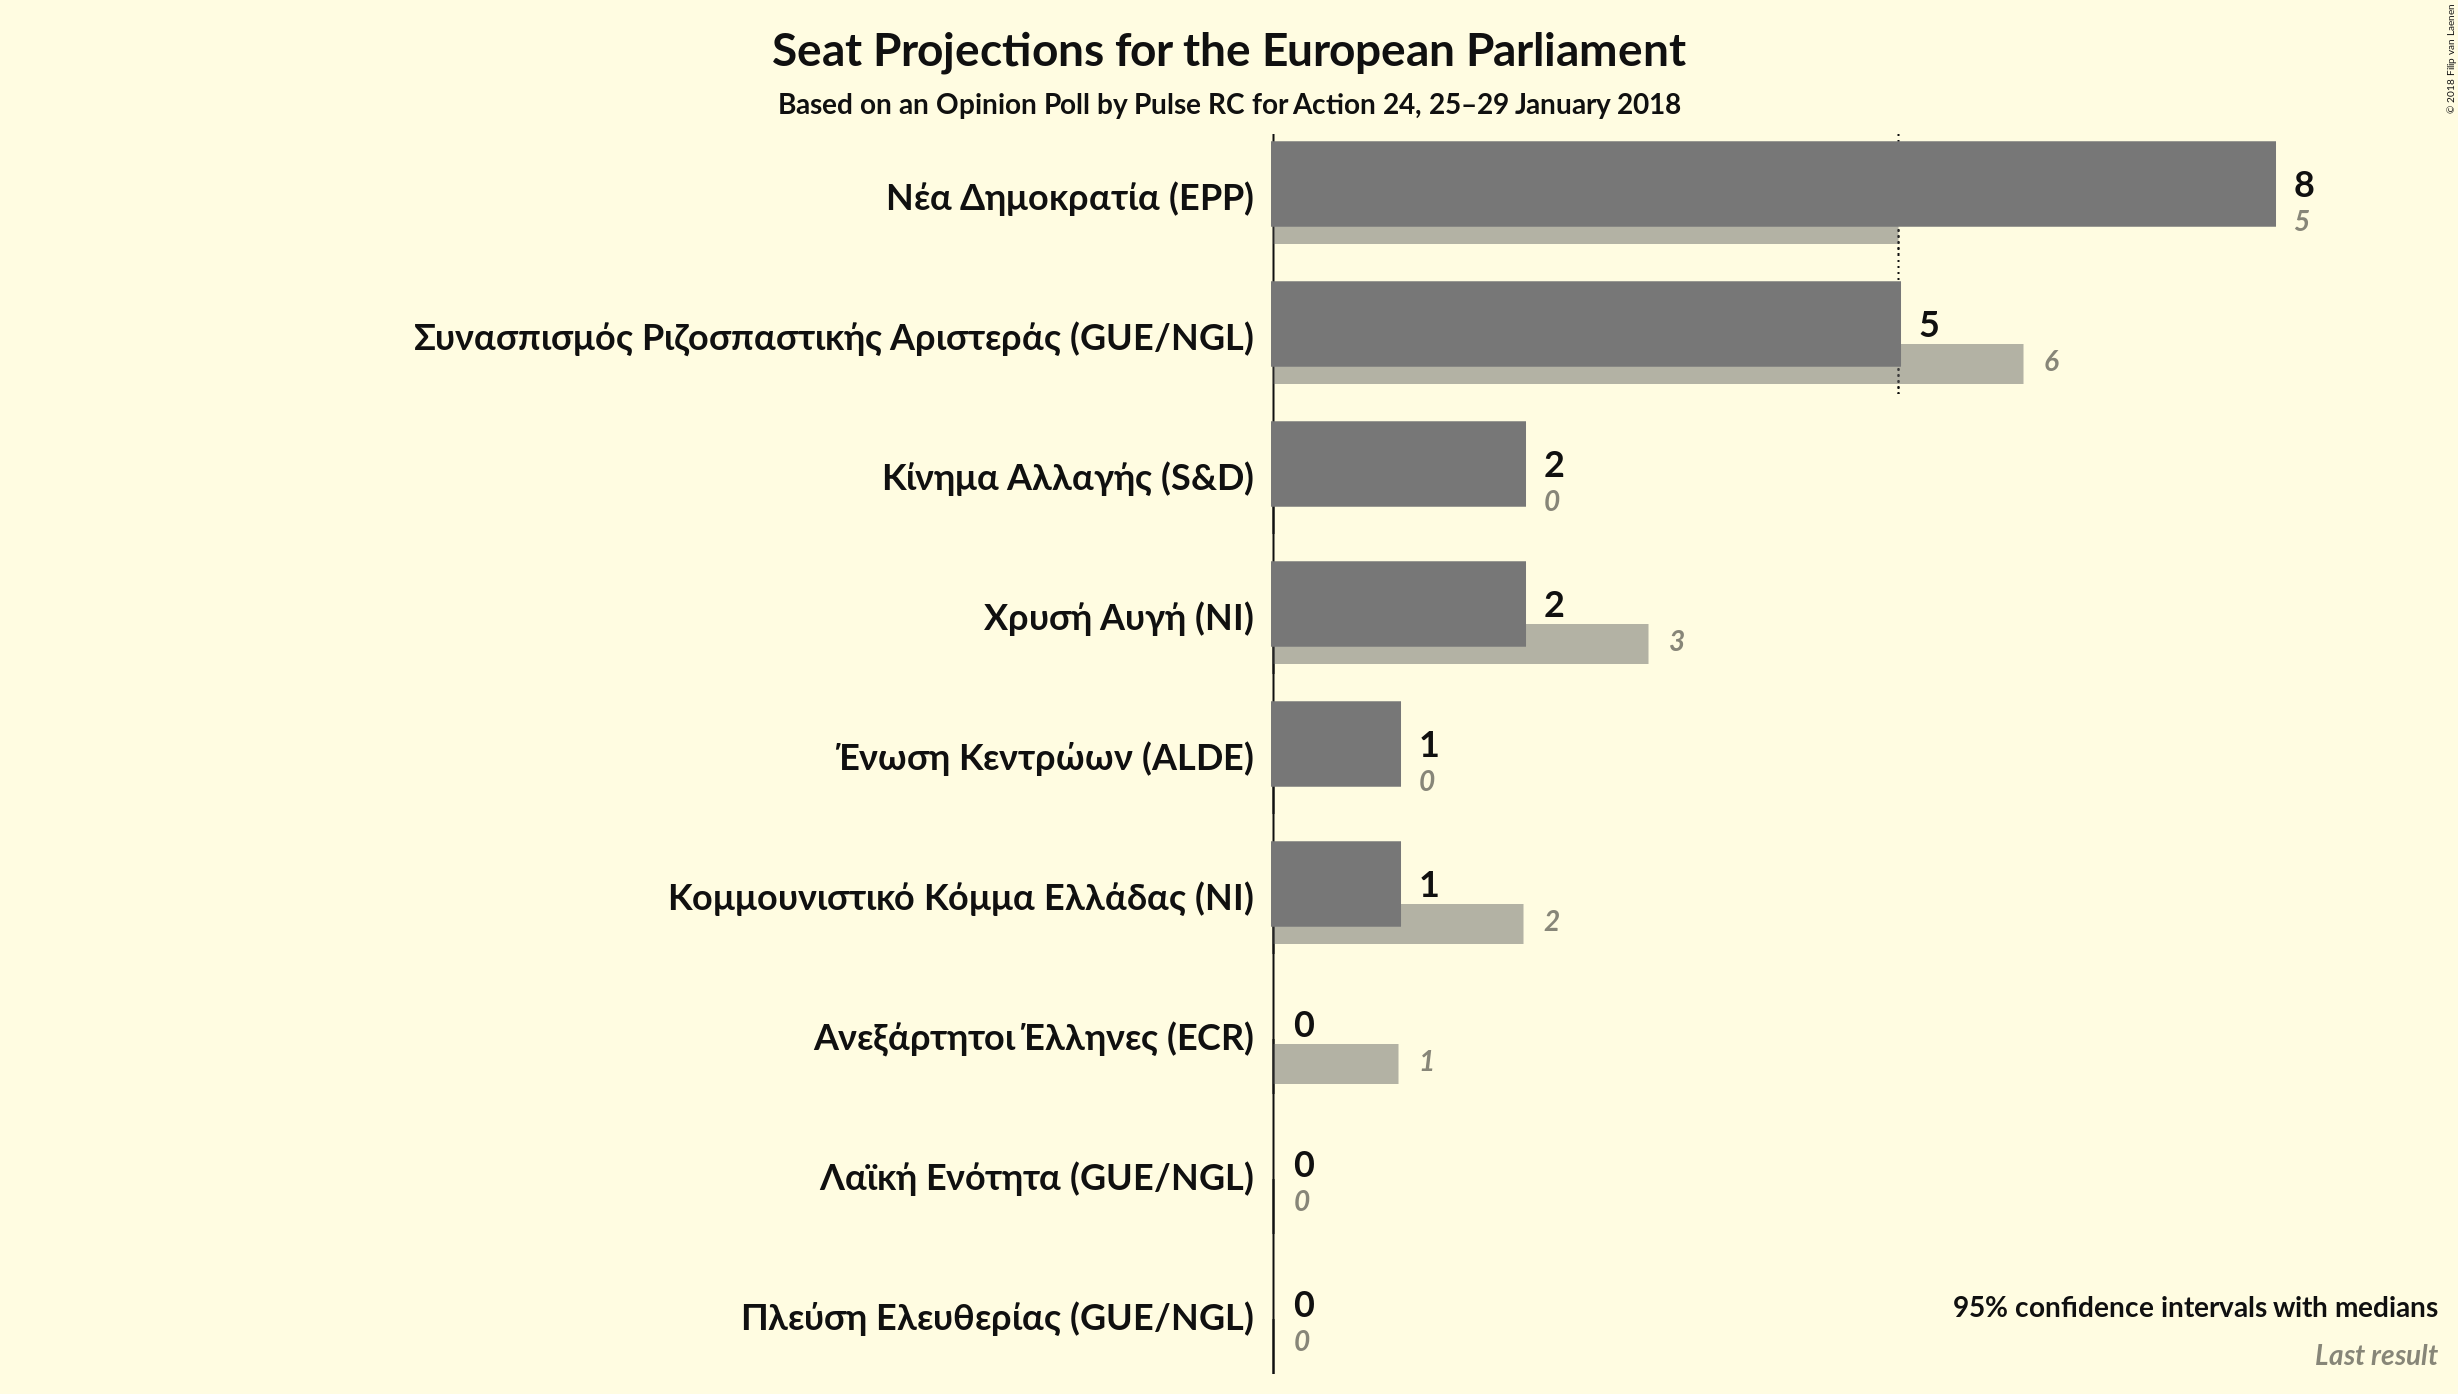 Seat Projections for the European Parliament
Based on an Opinion Poll by Pulse RC for Action 24, 25–29 January 2018
© 2018 Filip van Laenen
Νέα Δημοκρατία (EPP)
8
5
Συνασπισμός Ριζοσπαστικής Αριστεράς (GUE/NGL)
5
6
Κίνημα Αλλαγής (S&D)
2
0
Χρυσή Αυγή (NI)
2
3
Ένωση Κεντρώων (ALDE)
1
0
Κομμουνιστικό Κόμμα Ελλάδας (NI)
1
2
Ανεξάρτητοι Έλληνες (ECR)
0
1
Λαϊκή Ενότητα (GUE/NGL)
0
0
Πλεύση Ελευθερίας (GUE/NGL)
0
0
95% confidence intervals with medians
Last result